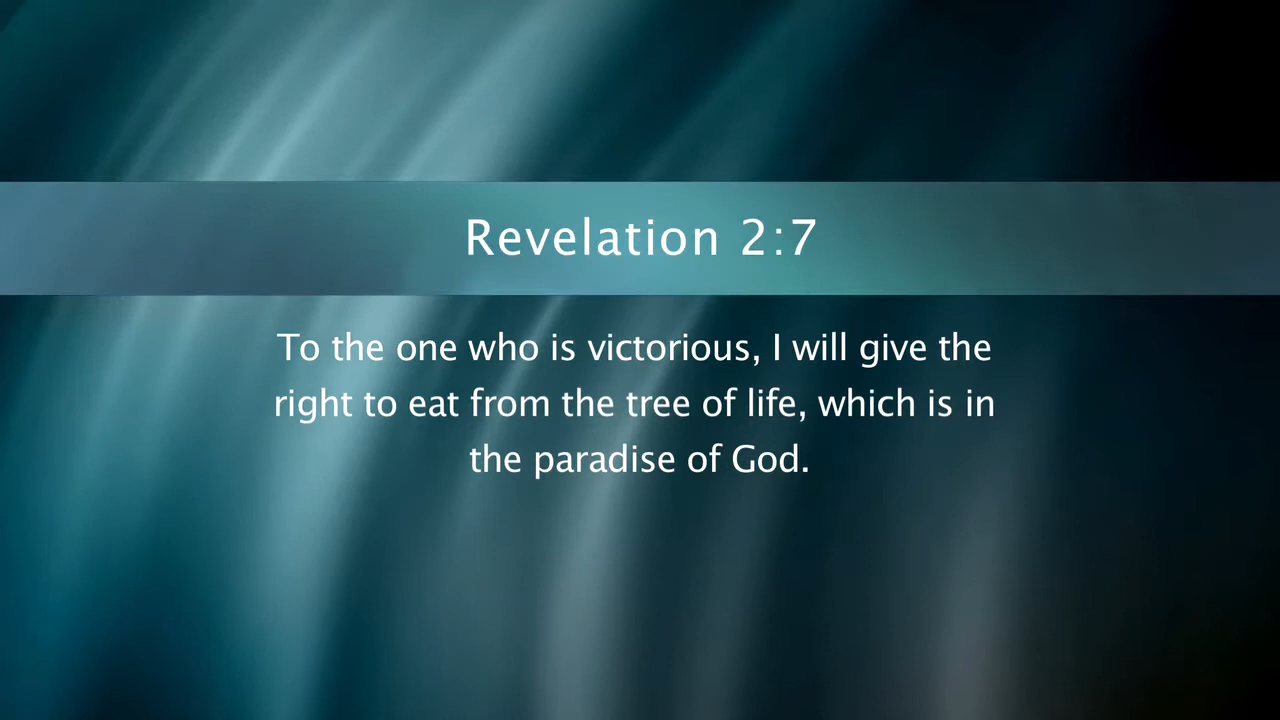 Revelation 2:7
To the one who is victorious, I will give the
right to eat from the tree of life, which is in
the paradise of God.